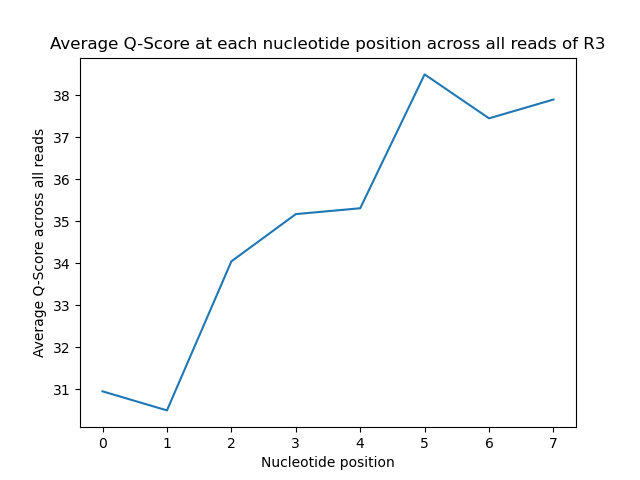 Average Q-Score at each nucleotide position across all reads of R3
Average Q-Score across all reads
38
37
36
35
34
33
32
31
0 1 2 3 4 5 6 7
Nucleotide position